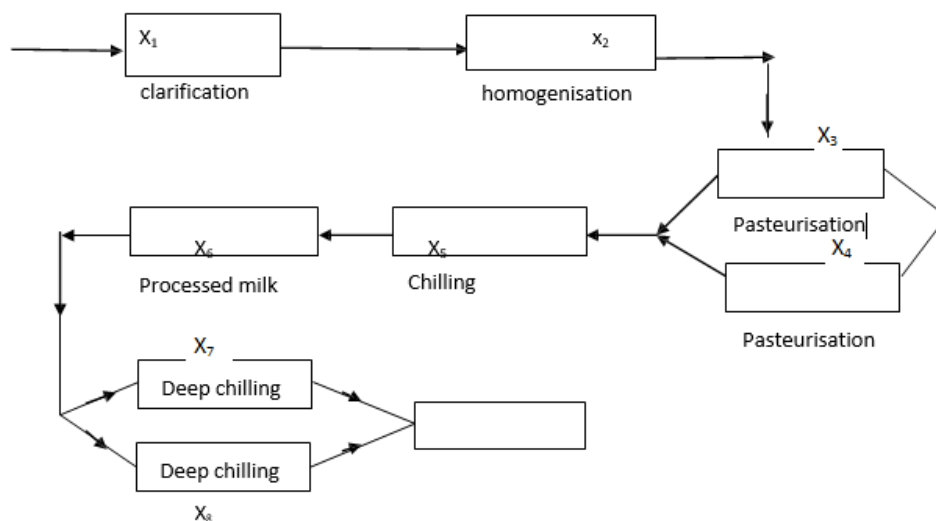 X₁
clarification
x₂
homogenisation
X₃
Pasteurisation
X₄
Pasteurisation
X₅
Chilling
X₆
Processed milk
X₇
Deep chilling
Deep chilling
X₈